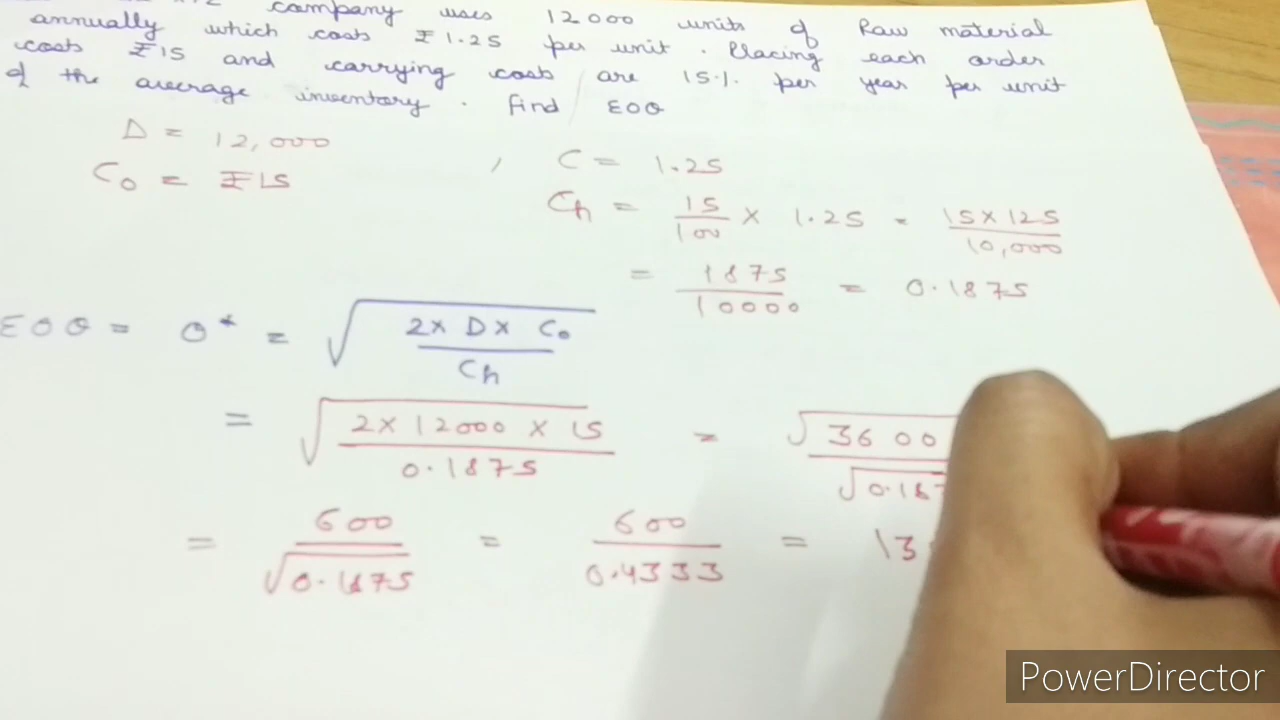 company uses 12000 units of Raw material
annually which costs ₹1.25 per unit. Placing each order
costs ₹15 and carrying costs are 15% per year per unit
of the average inventory. Find EOQ
D = 12,000 , C = 1.25
C₀ = ₹15
Ch = 15/100 × 1.25 = 15×125/10,000
= 1875/10000 = 0.1875
EOQ = Q* = √(2× D× C₀/Ch)
= √(2×12000×15/0.1875) = √3600 / √0.187
= 600/√0.1875 = 600/0.4333 = 13
PowerDirector